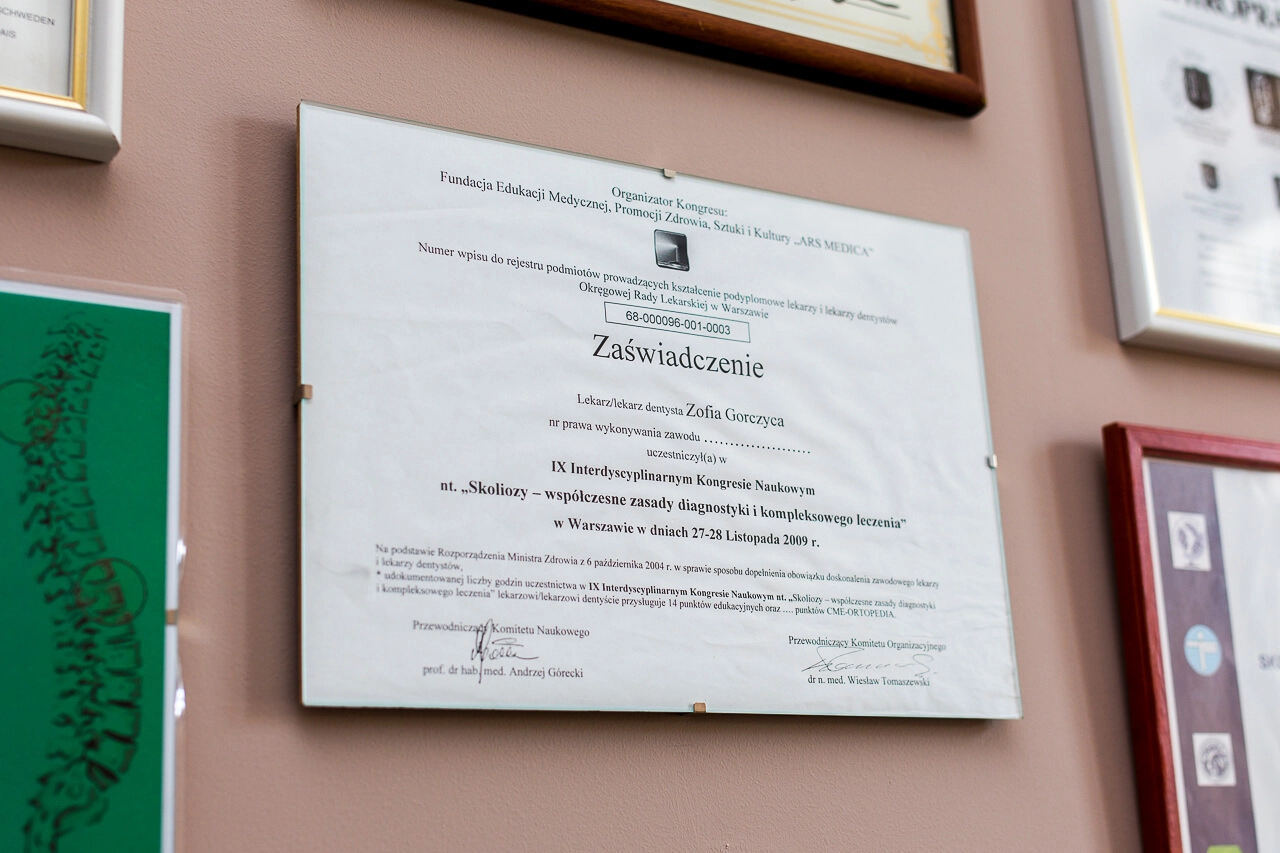 SCHWEDEN
Organizator Kongresu:
Fundacja Edukacji Medycznej, Promocji Zdrowia, Sztuki i Kultury „ARS MEDICA”
Numer wpisu do rejestru podmiotów prowadzących kształcenie podyplomowe lekarzy i lekarzy dentystów
Okręgowej Rady Lekarskiej w Warszawie
68-000096-001-0003
Zaświadczenie
Lekarz/lekarz dentysta Zofia Gorczyca
nr prawa wykonywania zawodu ....................
uczestniczył(a) w
IX Interdyscyplinarnym Kongresie Naukowym
nt. „Skoliozy – współczesne zasady diagnostyki i kompleksowego leczenia”
w Warszawie w dniach 27-28 Listopada 2009 r.
Na podstawie Rozporządzenia Ministra Zdrowia z 6 października 2004 r. w sprawie sposobu dopełnienia obowiązku doskonalenia zawodowego lekarzy
i lekarzy dentystów,
* udokumentowanej liczby godzin uczestnictwa w IX Interdyscyplinarnym Kongresie Naukowym nt. „Skoliozy – współczesne zasady diagnostyki
i kompleksowego leczenia” lekarzowi/lekarzowi dentyście przysługuje 14 punktów edukacyjnych oraz .... punktów CME-ORTOPEDIA.
Przewodniczący Komitetu Naukowego
prof. dr hab. med. Andrzej Górecki
Przewodniczący Komitetu Organizacyjnego
dr n. med. Wiesław Tomaszewski